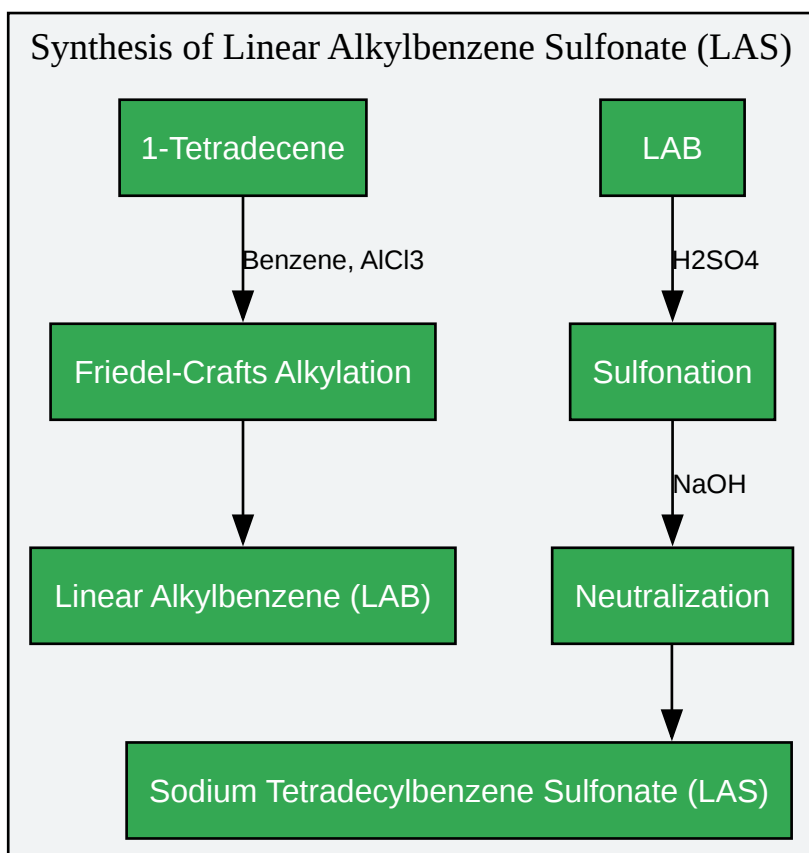 Synthesis of Linear Alkylbenzene Sulfonate (LAS)
1-Tetradecene
LAB
Benzene, AlCl3
H2SO4
Friedel-Crafts Alkylation
Sulfonation
NaOH
Linear Alkylbenzene (LAB)
Neutralization
Sodium Tetradecylbenzene Sulfonate (LAS)